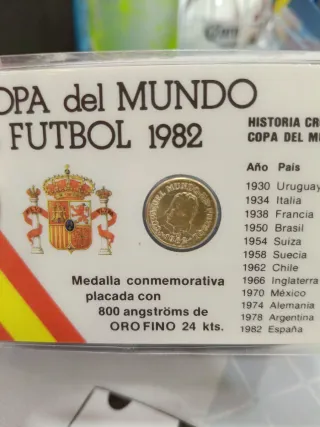 OPA del MUNDO
FUTBOL 1982
HISTORIA CR
COPA DEL M
Año País
1930 Uruguay
1934 Italia
1938 Francia
1950 Brasil
1954 Suiza
1958 Suecia
1962 Chile
1966 Inglaterra
1970 México
1974 Alemania
1978 Argentina
1982 España
Medalla conmemorativa
placada con
800 angströms de
ORO FINO 24 kts.